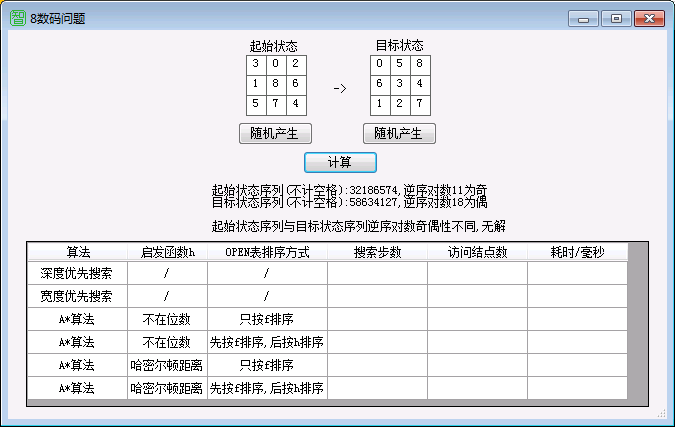 智 8数码问题
起始状态 目标状态
3 0 2 0 5 8
1 8 6 -> 6 3 4
5 7 4 1 2 7
随机产生 随机产生
计算
起始状态序列(不计空格):32186574,逆序对数11为奇
目标状态序列(不计空格):58634127,逆序对数18为偶
起始状态序列与目标状态序列逆序对数奇偶性不同,无解
算法 启发函数h OPEN表排序方式 搜索步数 访问结点数 耗时/毫秒
深度优先搜索 / /
宽度优先搜索 / /
A*算法 不在位数 只按f排序
A*算法 不在位数 先按f排序,后按h排序
A*算法 哈密尔顿距离 只按f排序
A*算法 哈密尔顿距离 先按f排序,后按h排序